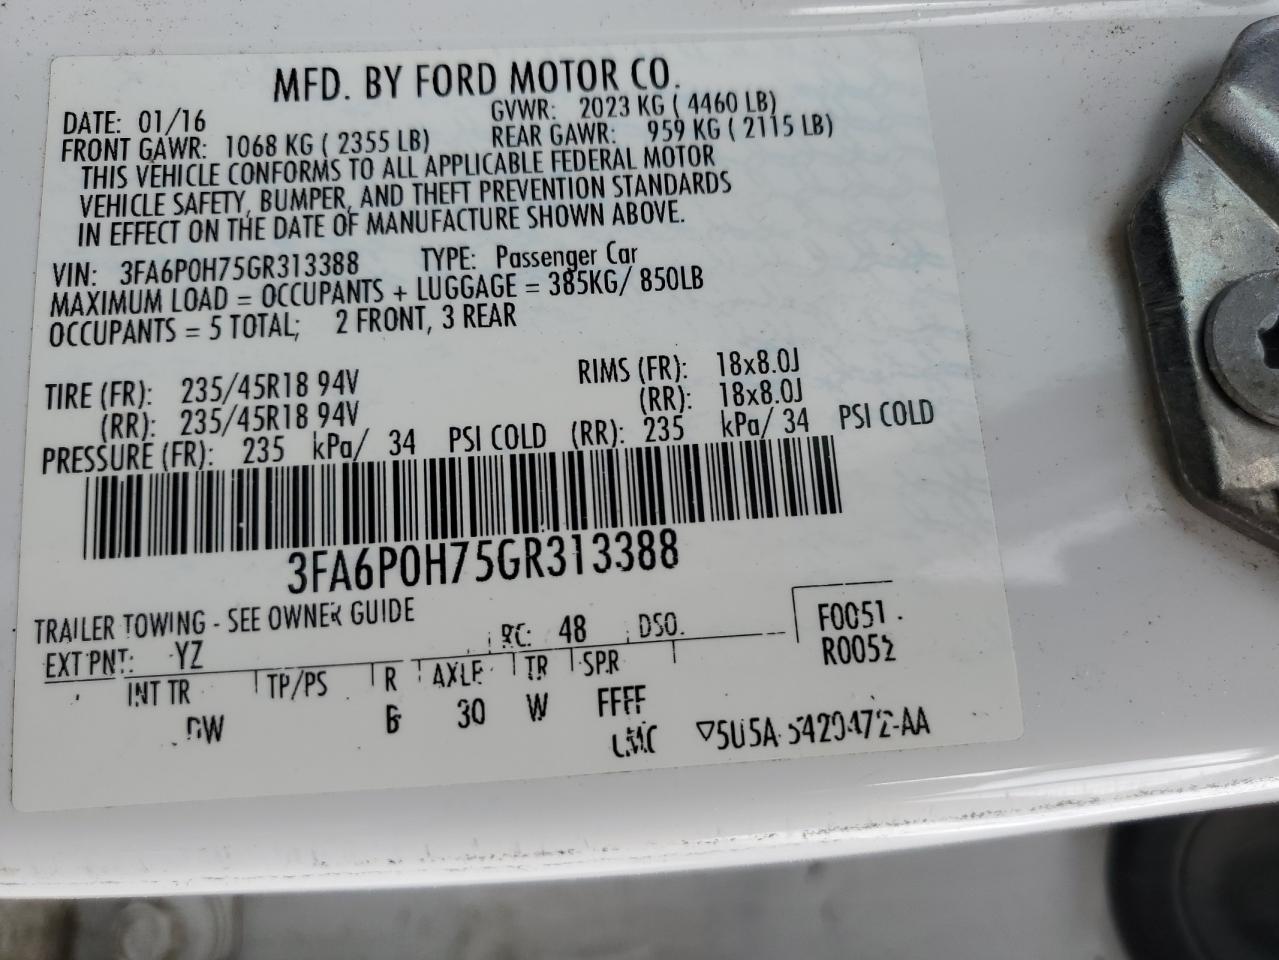 MFD. BY FORD MOTOR CO.
DATE: 01/16 GVWR: 2023 KG ( 4460 LB)
FRONT GAWR: 1068 KG ( 2355 LB) REAR GAWR: 959 KG ( 2115 LB)
THIS VEHICLE CONFORMS TO ALL APPLICABLE FEDERAL MOTOR
VEHICLE SAFETY, BUMPER, AND THEFT PREVENTION STANDARDS
IN EFFECT ON THE DATE OF MANUFACTURE SHOWN ABOVE.
VIN: 3FA6P0H75GR313388 TYPE: Passenger Car
MAXIMUM LOAD = OCCUPANTS + LUGGAGE = 385KG/ 850LB
OCCUPANTS = 5 TOTAL; 2 FRONT, 3 REAR
TIRE (FR): 235/45R18 94V RIMS (FR): 18x8.0J
(RR): 235/45R18 94V (RR): 18x8.0J
PRESSURE (FR): 235 kPa/ 34 PSI COLD (RR): 235 kPa/ 34 PSI COLD
3FA6P0H75GR313388
TRAILER TOWING - SEE OWNER GUIDE
EXT PNT: YZ RC: 48 DSO: F0051
R0052
INT TR TP/PS R AXLE TR SPR
DW 6 30 W FFFF
5U5A-5420472-AA